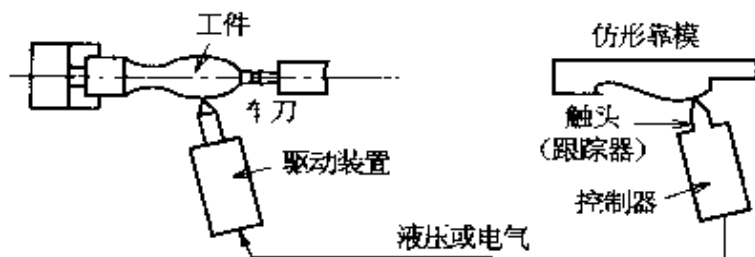 工件
仿形靠模
车刀
触头
(跟踪器)
驱动装置
控制器
液压或电气